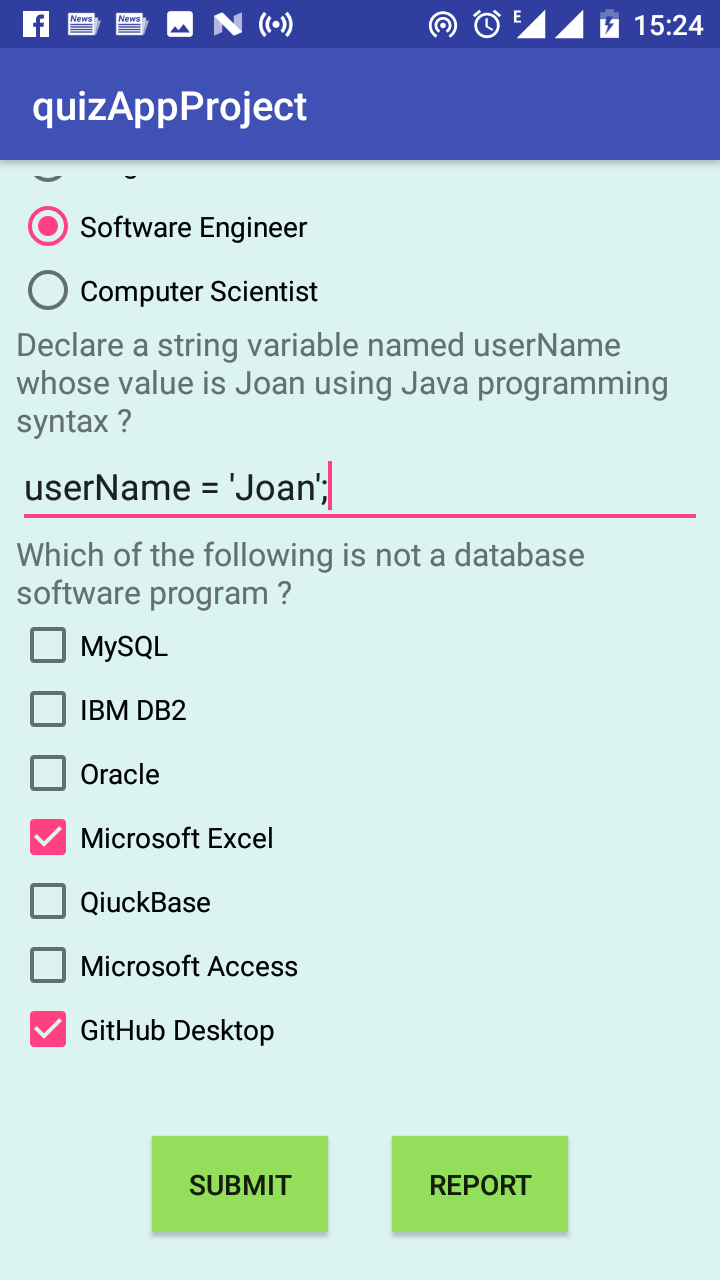 News News E 15:24
quizAppProject
Software Engineer
Computer Scientist
Declare a string variable named userName
whose value is Joan using Java programming
syntax ?
userName = 'Joan';
Which of the following is not a database
software program ?
MySQL
IBM DB2
Oracle
Microsoft Excel
QiuckBase
Microsoft Access
GitHub Desktop
SUBMIT REPORT